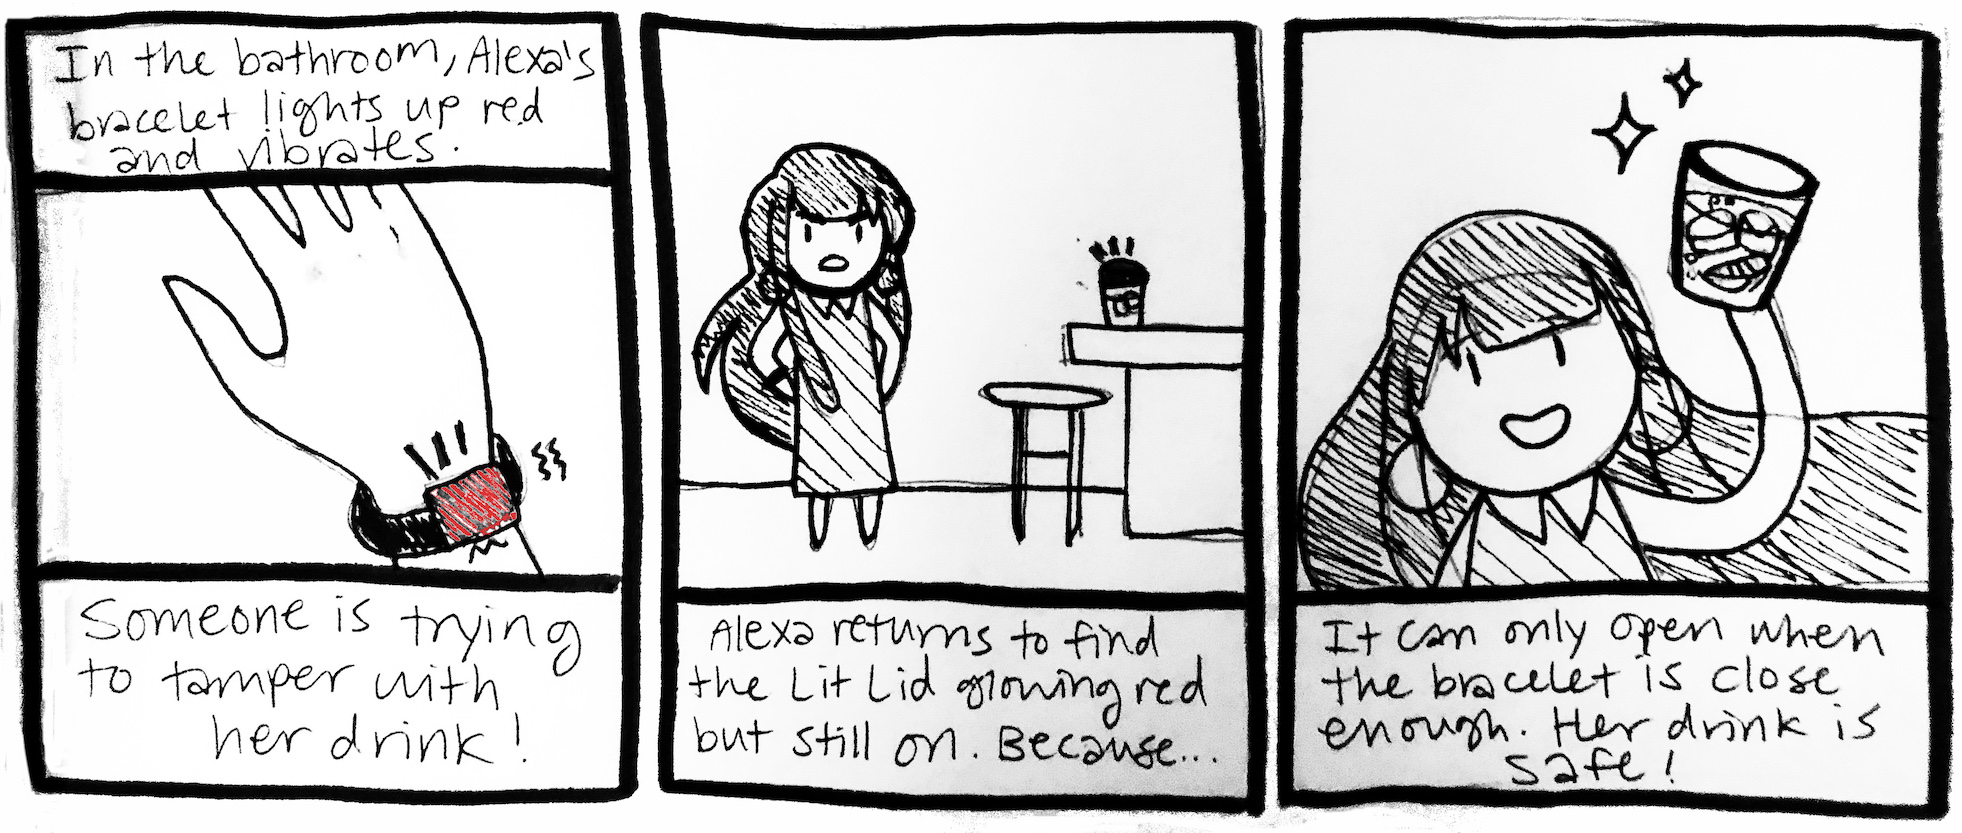 In the bathroom, Alexa's
bracelet lights up red
and vibrates.
Someone is trying
to tamper with
her drink!
Alexa returns to find
the Lit Lid glowing red
but still on. Because...
It can only open when
the bracelet is close
enough. Her drink is
safe!